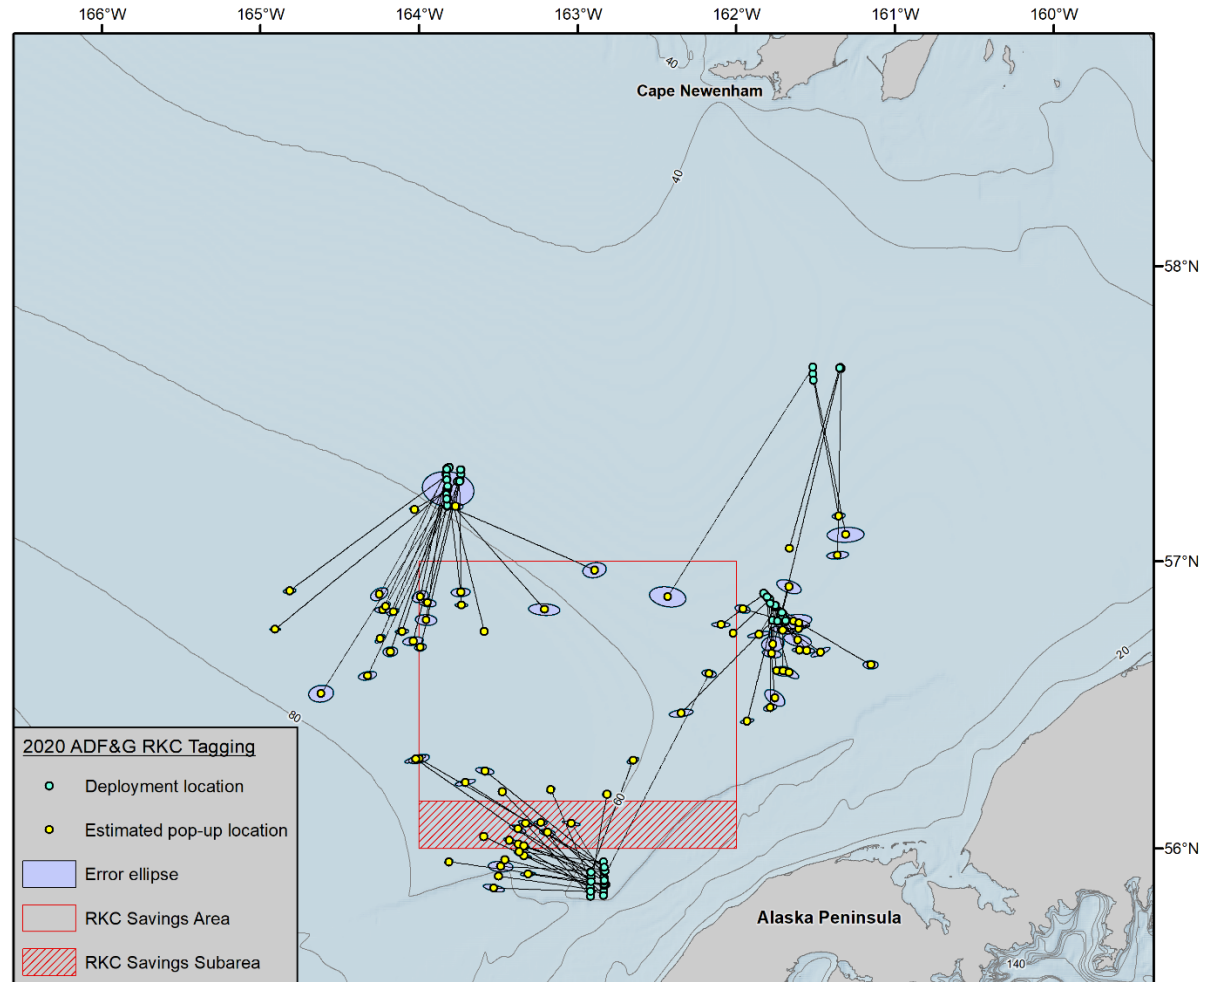 166°W 165°W 164°W 163°W 162°W 161°W 160°W
40
Cape Newenham
40
58°N
57°N
20
80
2020 ADF&G RKC Tagging
Deployment location
60
Estimated pop-up location
56°N
Error ellipse
Alaska Peninsula
RKC Savings Area
RKC Savings Subarea
140